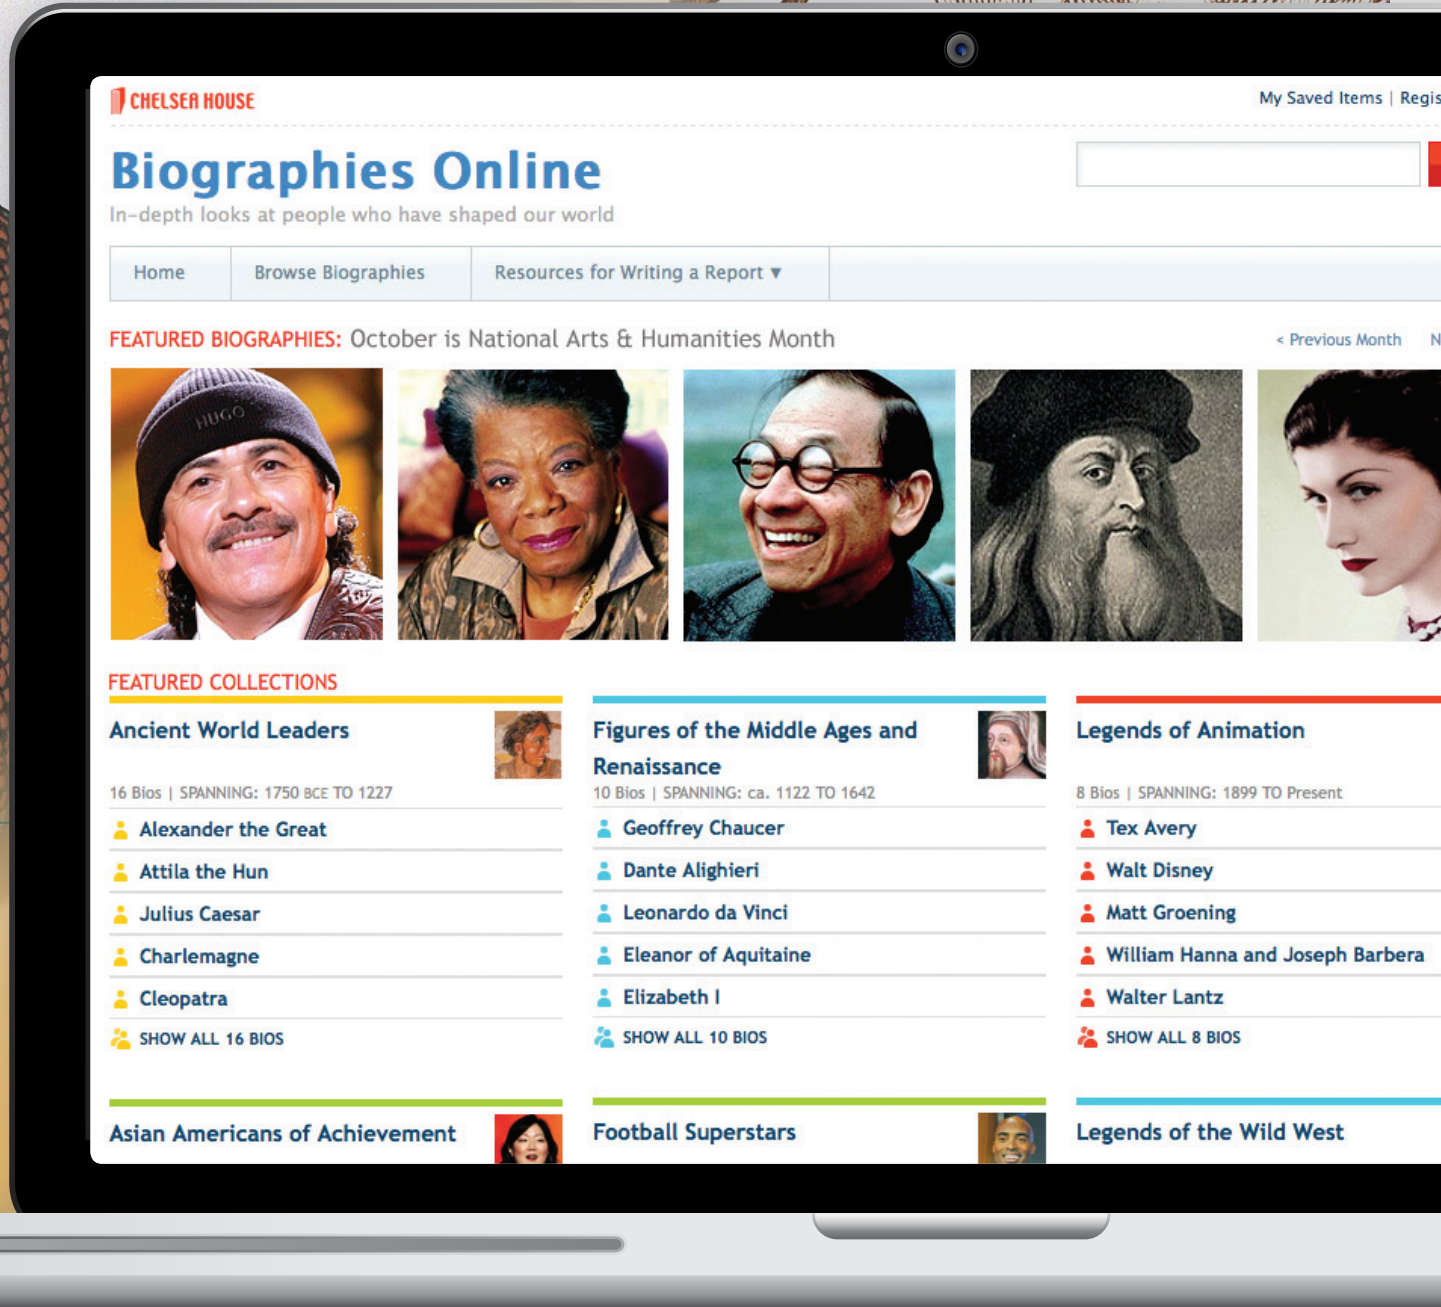 CHELSEA HOUSE
My Saved Items | Regis
Biographies Online
In-depth looks at people who have shaped our world
Home
Browse Biographies
Resources for Writing a Report ▼
FEATURED BIOGRAPHIES: October is National Arts & Humanities Month
< Previous Month
N
HUGO
FEATURED COLLECTIONS
Ancient World Leaders
16 Bios | SPANNING: 1750 BCE TO 1227
Alexander the Great
Attila the Hun
Julius Caesar
Charlemagne
Cleopatra
SHOW ALL 16 BIOS
Figures of the Middle Ages and
Renaissance
10 Bios | SPANNING: ca. 1122 TO 1642
Geoffrey Chaucer
Dante Alighieri
Leonardo da Vinci
Eleanor of Aquitaine
Elizabeth I
SHOW ALL 10 BIOS
Legends of Animation
8 Bios | SPANNING: 1899 TO Present
Tex Avery
Walt Disney
Matt Groening
William Hanna and Joseph Barbera
Walter Lantz
SHOW ALL 8 BIOS
Asian Americans of Achievement
Football Superstars
Legends of the Wild West